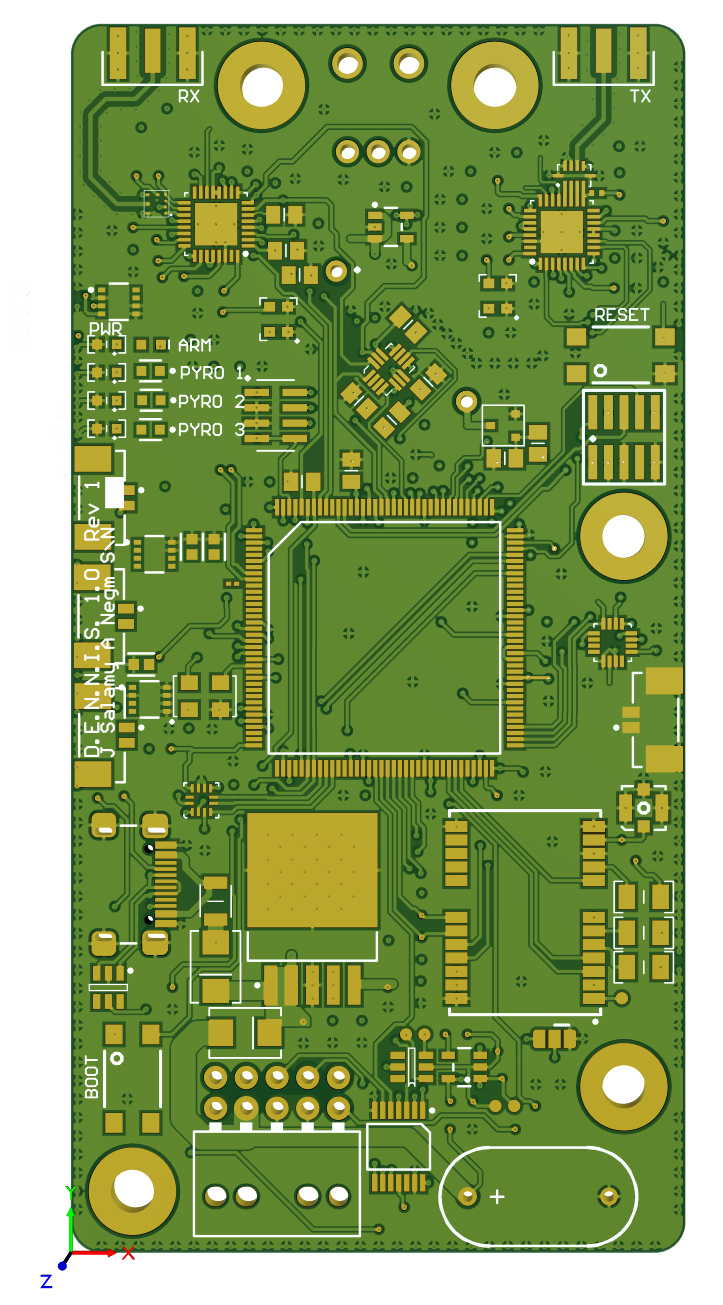 RX
TX
RESET
PWR
ARM
PYRO 1
PYRO 2
PYRO 3
D.E.N.N.I.S. 1.0 Rev 1
J Salamy A Negm S\N
BOOT
+
Y
X
Z